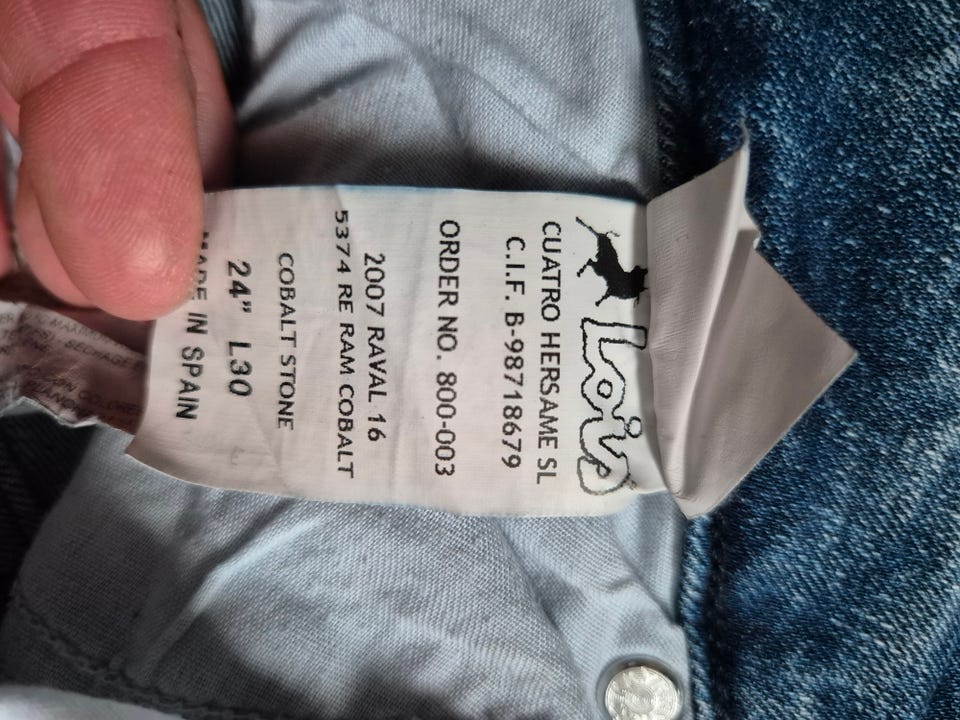 Lois
CUATRO HERSAME SL
C.I.F. B-98718679
ORDER NO. 800-003
2007 RAVAL 16
5374 RE RAM COBALT
COBALT STONE
24" L30
MADE IN SPAIN